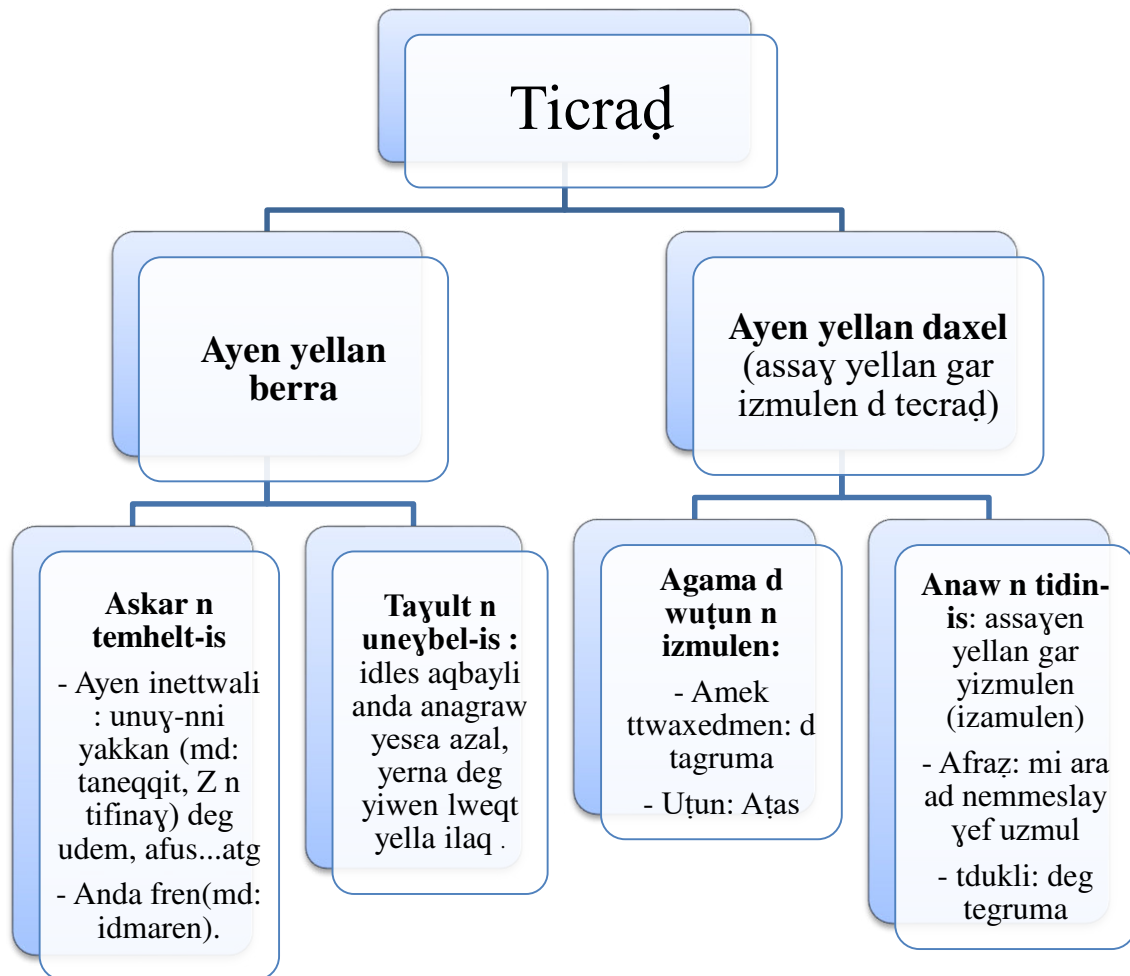 Ticraḍ
Ayen yellan
berra
Ayen yellan daxel
(assaɣ yellan gar
izmulen d tecraḍ)
Askar n
temhelt-is
- Ayen inettwali
: unuɣ-nni
yakkan (md:
taneqqit, Z n
tifinaɣ) deg
udem, afus...atg
- Anda fren(md:
idmaren).
Taɣult n
uneɣbel-is :
idles aqbayli
anda anagraw
yesɛa azal,
yerna deg
yiwen lweqt
yella ilaq .
Agama d
wuṭun n
izmulen:
- Amek
ttwaxedmen: d
tagruma
- Uṭun: Aṭas
Anaw n tidin-
is: assaɣen
yellan gar
yizmulen
(izamulen)
- Afraẓ: mi ara
ad nemmeslay
ɣef uzmul
- tdukli: deg
tegruma